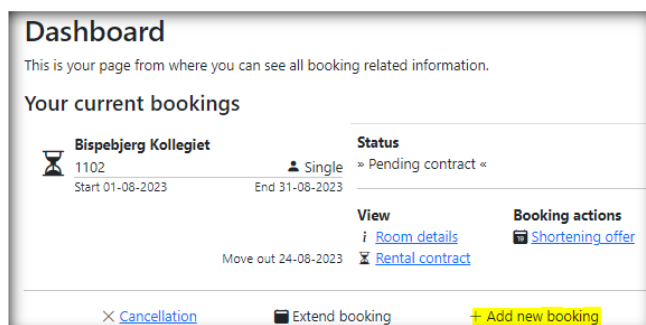 Dashboard
This is your page from where you can see all booking related information.
Your current bookings
Bispebjerg Kollegiet
1102 Single
Start 01-08-2023 End 31-08-2023
Move out 24-08-2023
Status
» Pending contract «
View
i Room details
Rental contract
Booking actions
Shortening offer
× Cancellation
Extend booking
+ Add new booking